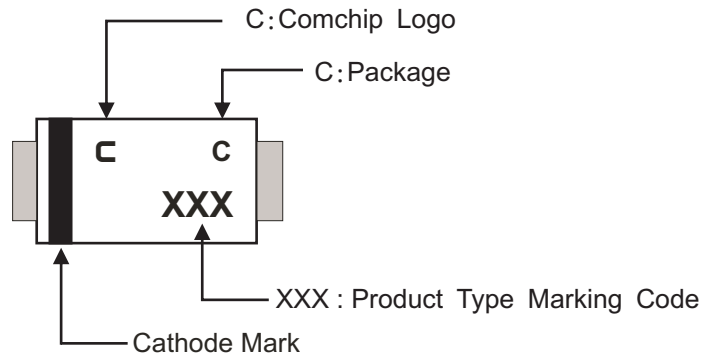 C:Comchip Logo
C:Package
C
XXX
XXX : Product Type Marking Code
Cathode Mark